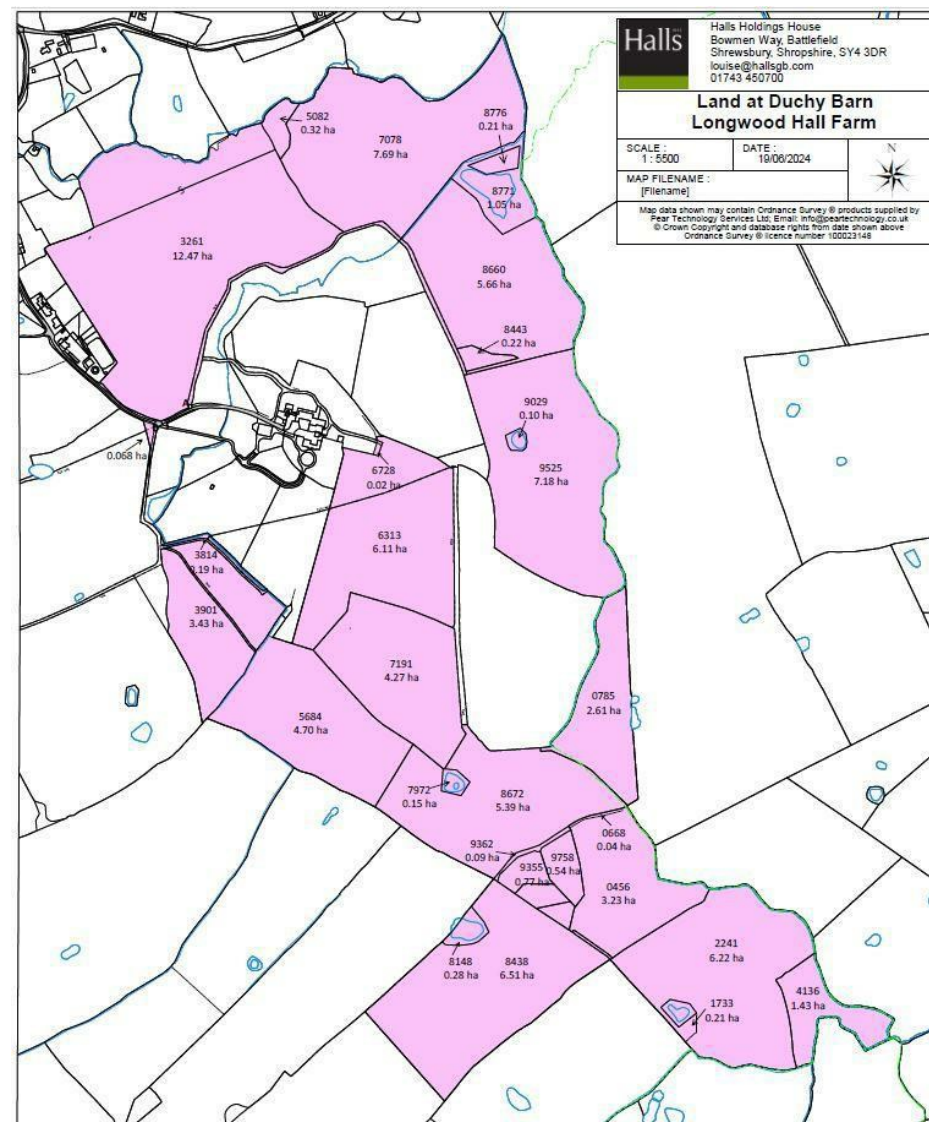 Halls
Halls Holdings House
Bowmen Way, Battlefield
Shrewsbury, Shropshire, SY4 3DR
louise@hallsgb.com
01743 450700
Land at Duchy Barn
Longwood Hall Farm
SCALE :
1 : 5500
DATE :
19/06/2024
N
MAP FILENAME :
[Filename]
Map data shown may contain Ordnance Survey ® products supplied by
Pear Technology Services Ltd; Email: info@peartechnology.co.uk
© Crown Copyright and database rights from date shown above
Ordnance Survey ® licence number 100023148
5082
0.32 ha
7078
7.69 ha
8776
0.21 ha
8771
1.05 ha
3261
12.47 ha
8660
5.66 ha
8443
0.22 ha
9029
0.10 ha
A
0.068 ha
6728
0.02 ha
9525
7.18 ha
6313
6.11 ha
3814
0.19 ha
3901
3.43 ha
7191
4.27 ha
0785
2.61 ha
5684
4.70 ha
7972
0.15 ha
8672
5.39 ha
0668
0.04 ha
9362
0.09 ha
9355
0.77 ha
9758
0.54 ha
0456
3.23 ha
2241
6.22 ha
8148
0.28 ha
8438
6.51 ha
4136
1.43 ha
1733
0.21 ha